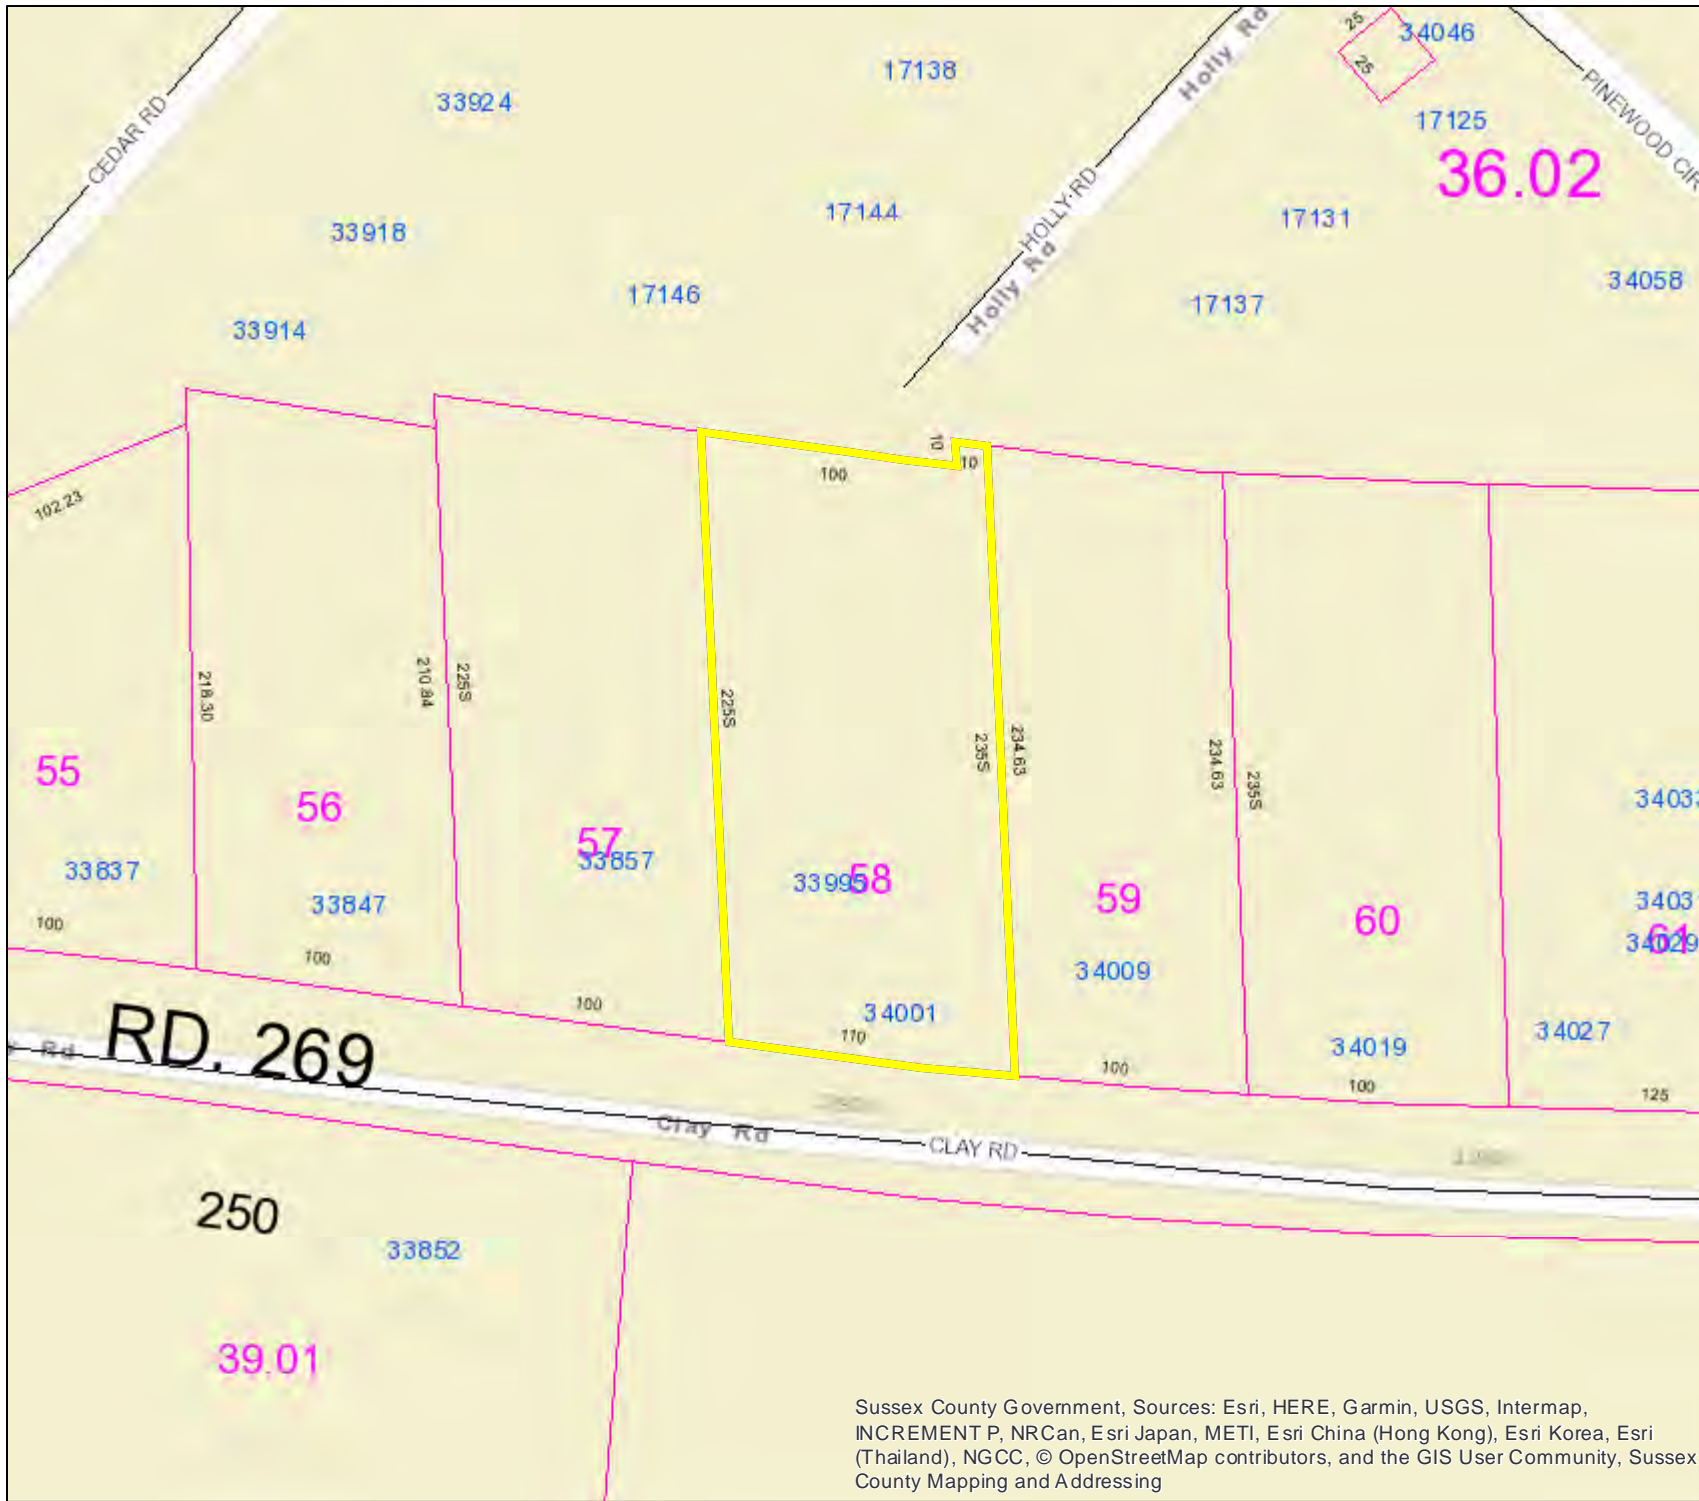 25
34046
25
Holly Rd
17138
33924
CEDAR RD
PINEWOOD CIR
17125
36.02
HOLLY RD
17144
17131
33918
Holly Rd
34058
17146
17137
33914
10
10
100
102.23
218.30
210.84
225S
225S
235S
234.63
234.63
235S
55
56
57
33857
33995
58
59
60
61
33837
33847
34029
34009
34001
34027
34019
100
100
100
110
100
100
125
RD. 269
Rd
Clay Rd
CLAY RD
250
33852
39.01
Sussex County Government, Sources: Esri, HERE, Garmin, USGS, Intermap,
INCREMENT P, NRCan, Esri Japan, METI, Esri China (Hong Kong), Esri Korea, Esri
(Thailand), NGCC, © OpenStreetMap contributors, and the GIS User Community, Sussex
County Mapping and Addressing